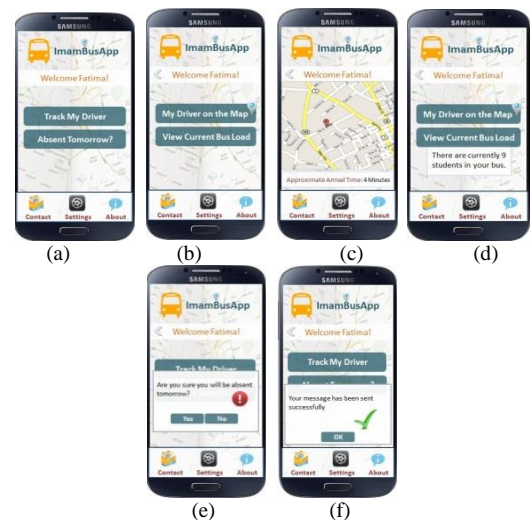 SAMSUNG
ImamBusApp
Welcome Fatima!
Track My Driver
Absent Tomorrow?
Contact Settings About
(a)
SAMSUNG
ImamBusApp
Welcome Fatima!
My Driver on the Map
View Current Bus Load
Contact Settings About
(b)
SAMSUNG
ImamBusApp
Welcome Fatima!
Approximate Arrival Time: 4 Minutes
Contact Settings About
(c)
SAMSUNG
ImamBusApp
Welcome Fatima!
My Driver on the Map
View Current Bus Load
There are currently 9
students in your bus.
Contact Settings About
(d)
SAMSUNG
ImamBusApp
Welcome Fatima!
Track My Driver
Are you sure you will be absent
tomorrow?
Yes No
Contact Settings About
(e)
SAMSUNG
ImamBusApp
Welcome Fatima!
Track My Driver
Your message has been sent
successfully
OK
Contact Settings About
(f)